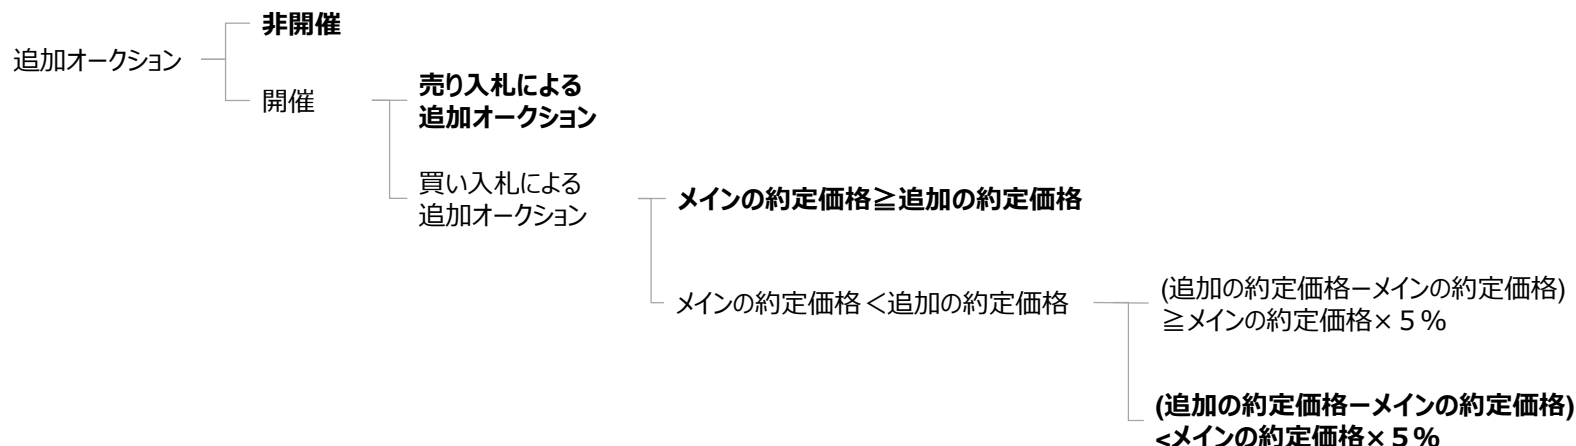 非開催
追加オークション
開催
売り入札による
追加オークション
買い入札による
追加オークション
メインの約定価格≧追加の約定価格
メインの約定価格<追加の約定価格
(追加の約定価格ーメインの約定価格)
≧メインの約定価格×5%
(追加の約定価格ーメインの約定価格)
<メインの約定価格×5%